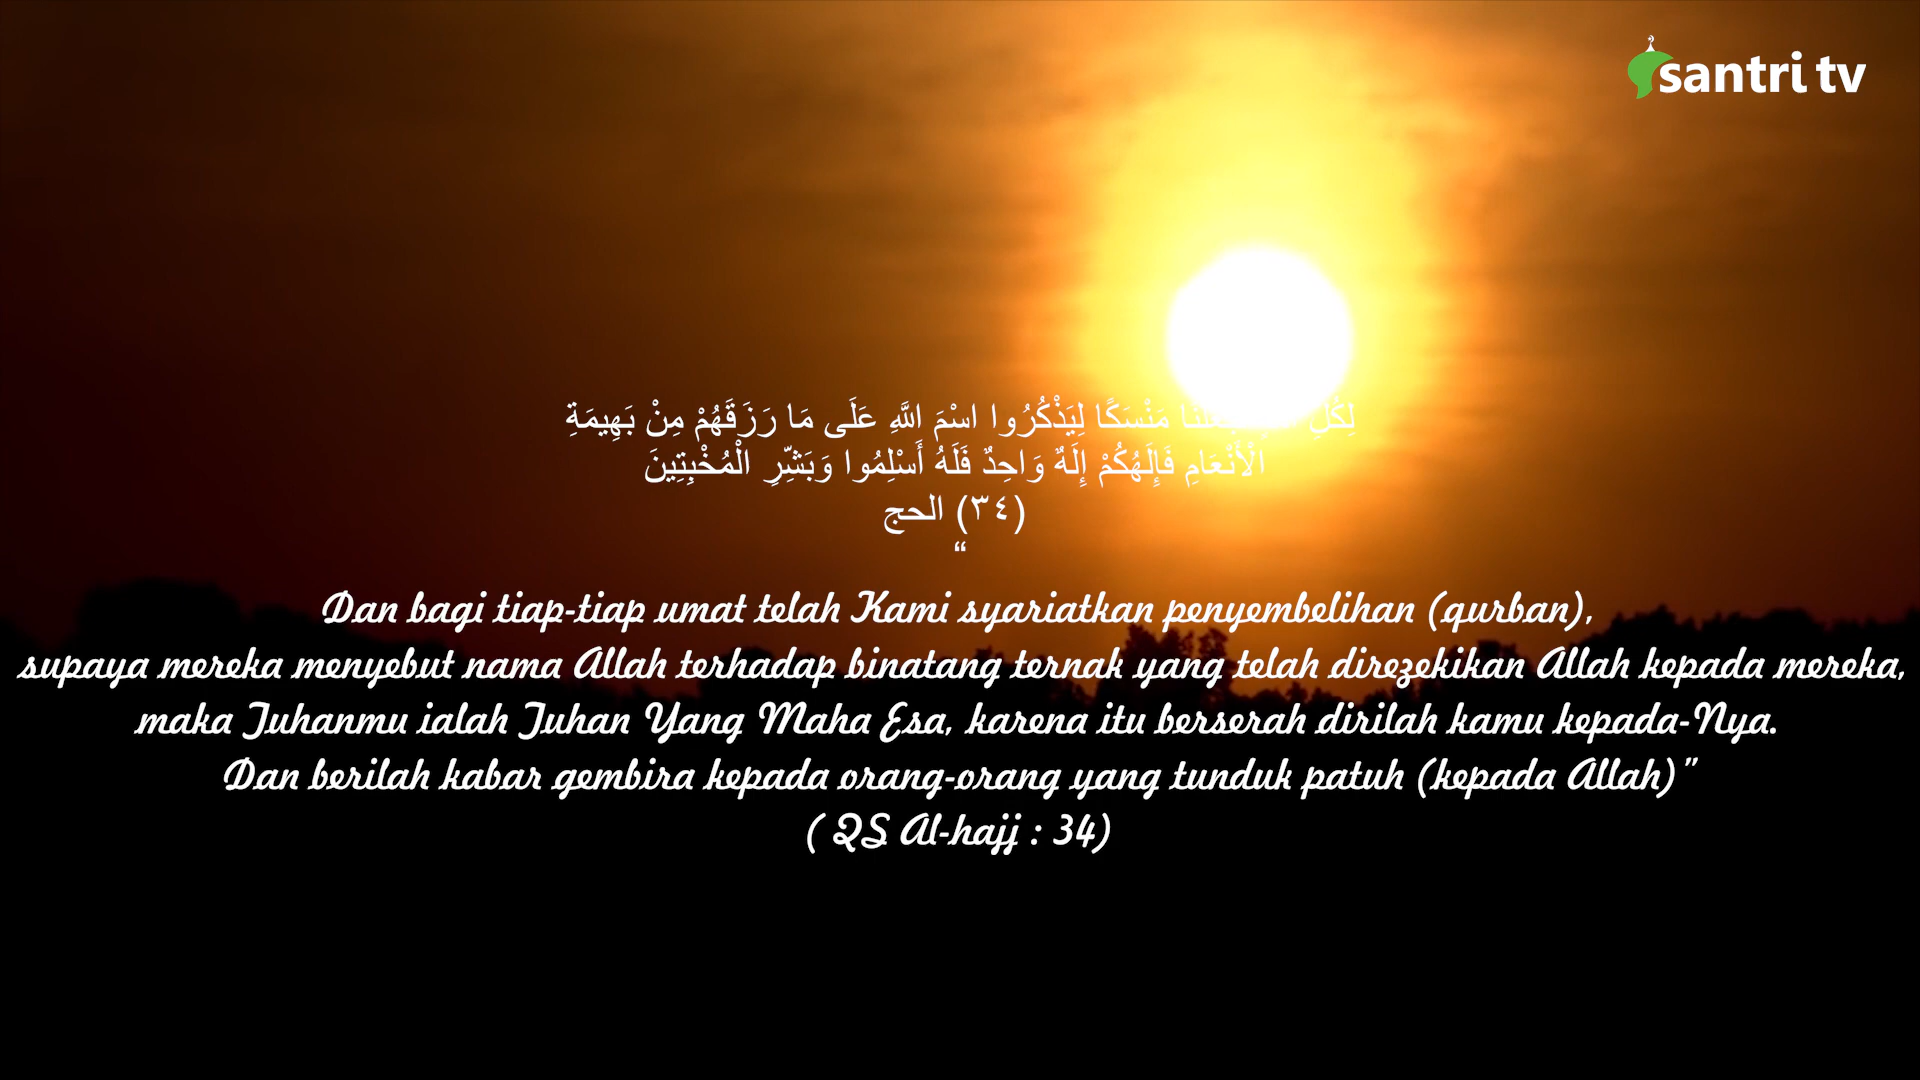 santri tv
لِكُلِّ جَعَلْنَا مَنْسَكًا لِيَذْكُرُوا اسْمَ اللَّهِ عَلَى مَا رَزَقَهُمْ مِنْ بَهِيمَةِ
الْأَنْعَامِ فَإِلَهُكُمْ إِلَهٌ وَاحِدٌ فَلَهُ أَسْلِمُوا وَبَشِّرِ الْمُخْبِتِينَ
(٣٤) الحج
“
Dan bagi tiap-tiap umat telah Kami syariatkan penyembelihan (qurban),
supaya mereka menyebut nama Allah terhadap binatang ternak yang telah direzekikan Allah kepada mereka,
maka Tuhanmu ialah Tuhan Yang Maha Esa, karena itu berserah dirilah kamu kepada-Nya.
Dan berilah kabar gembira kepada orang-orang yang tunduk patuh (kepada Allah)"
( QS Al-hajj : 34)